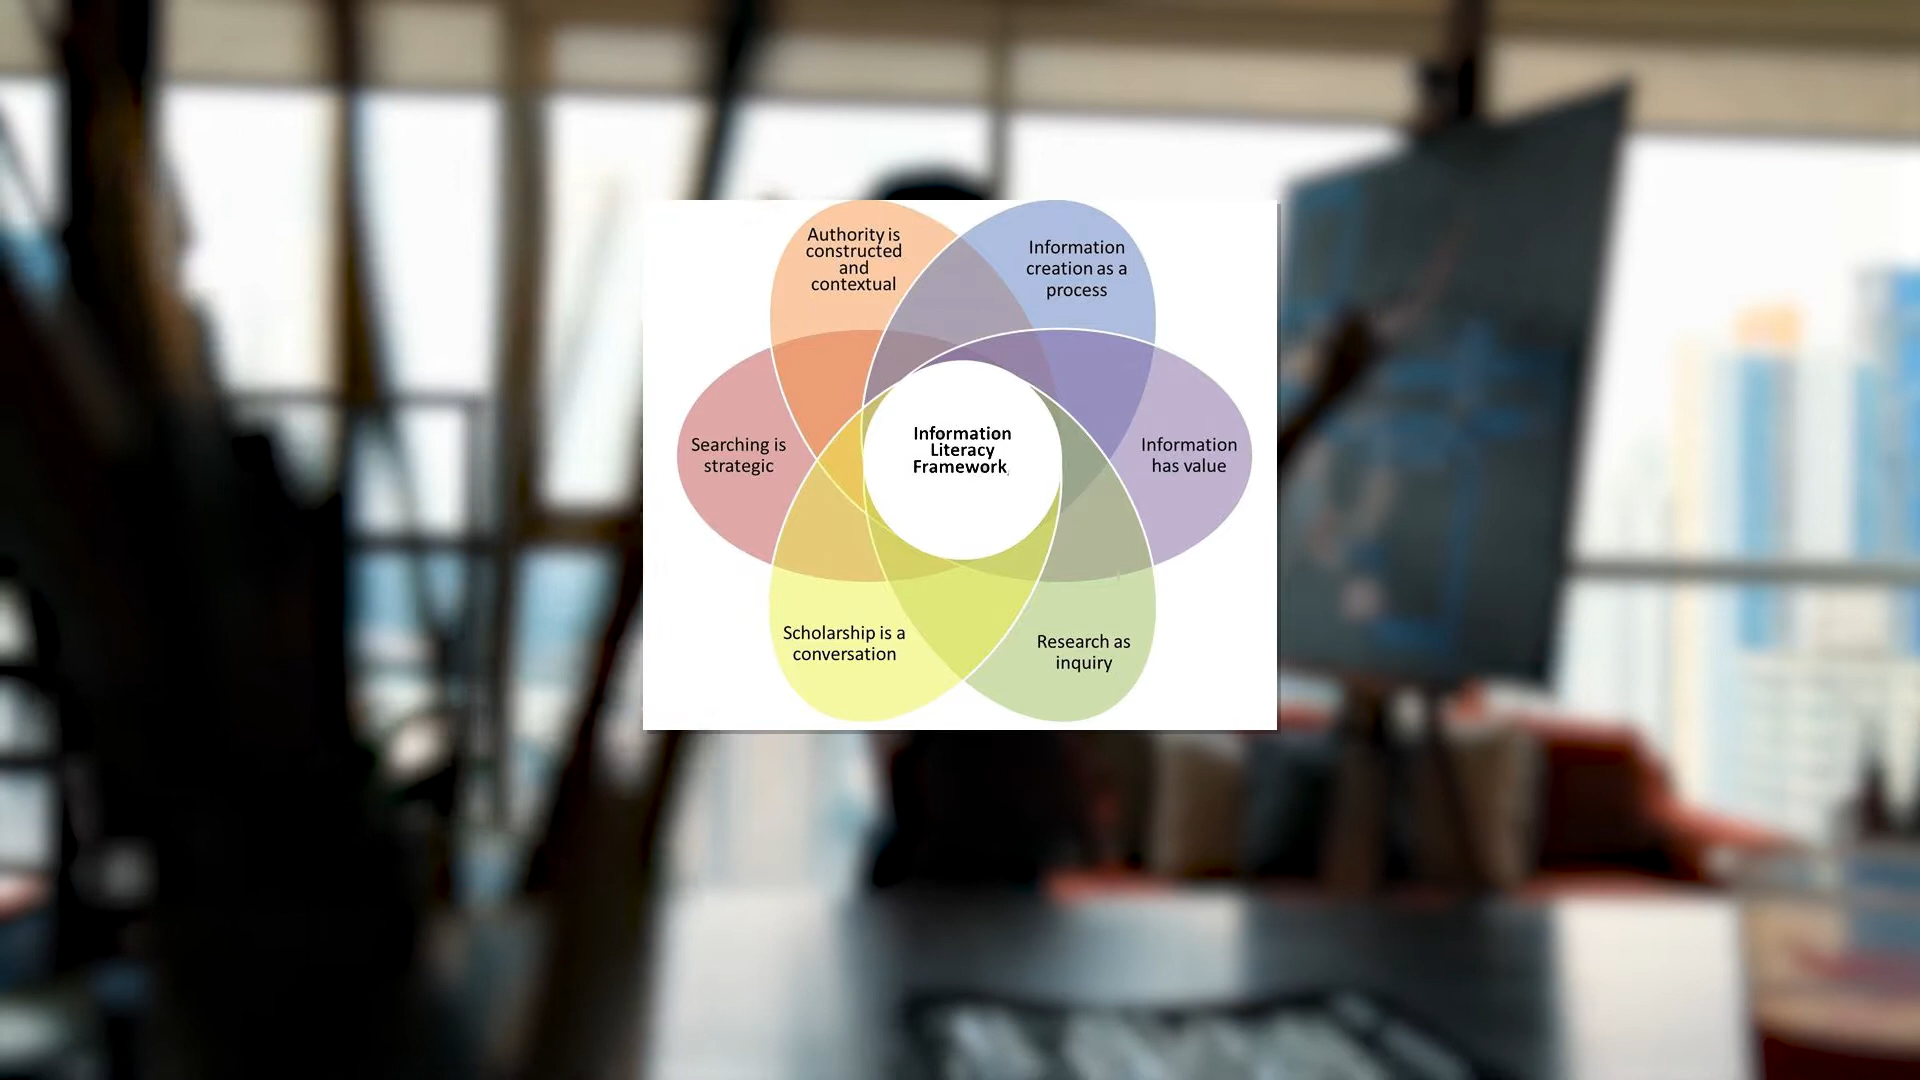 Authority is
constructed
and
contextual
Information
creation as a
process
Searching is
strategic
Information
Literacy
Framework
Information
has value
Scholarship is a
conversation
Research as
inquiry